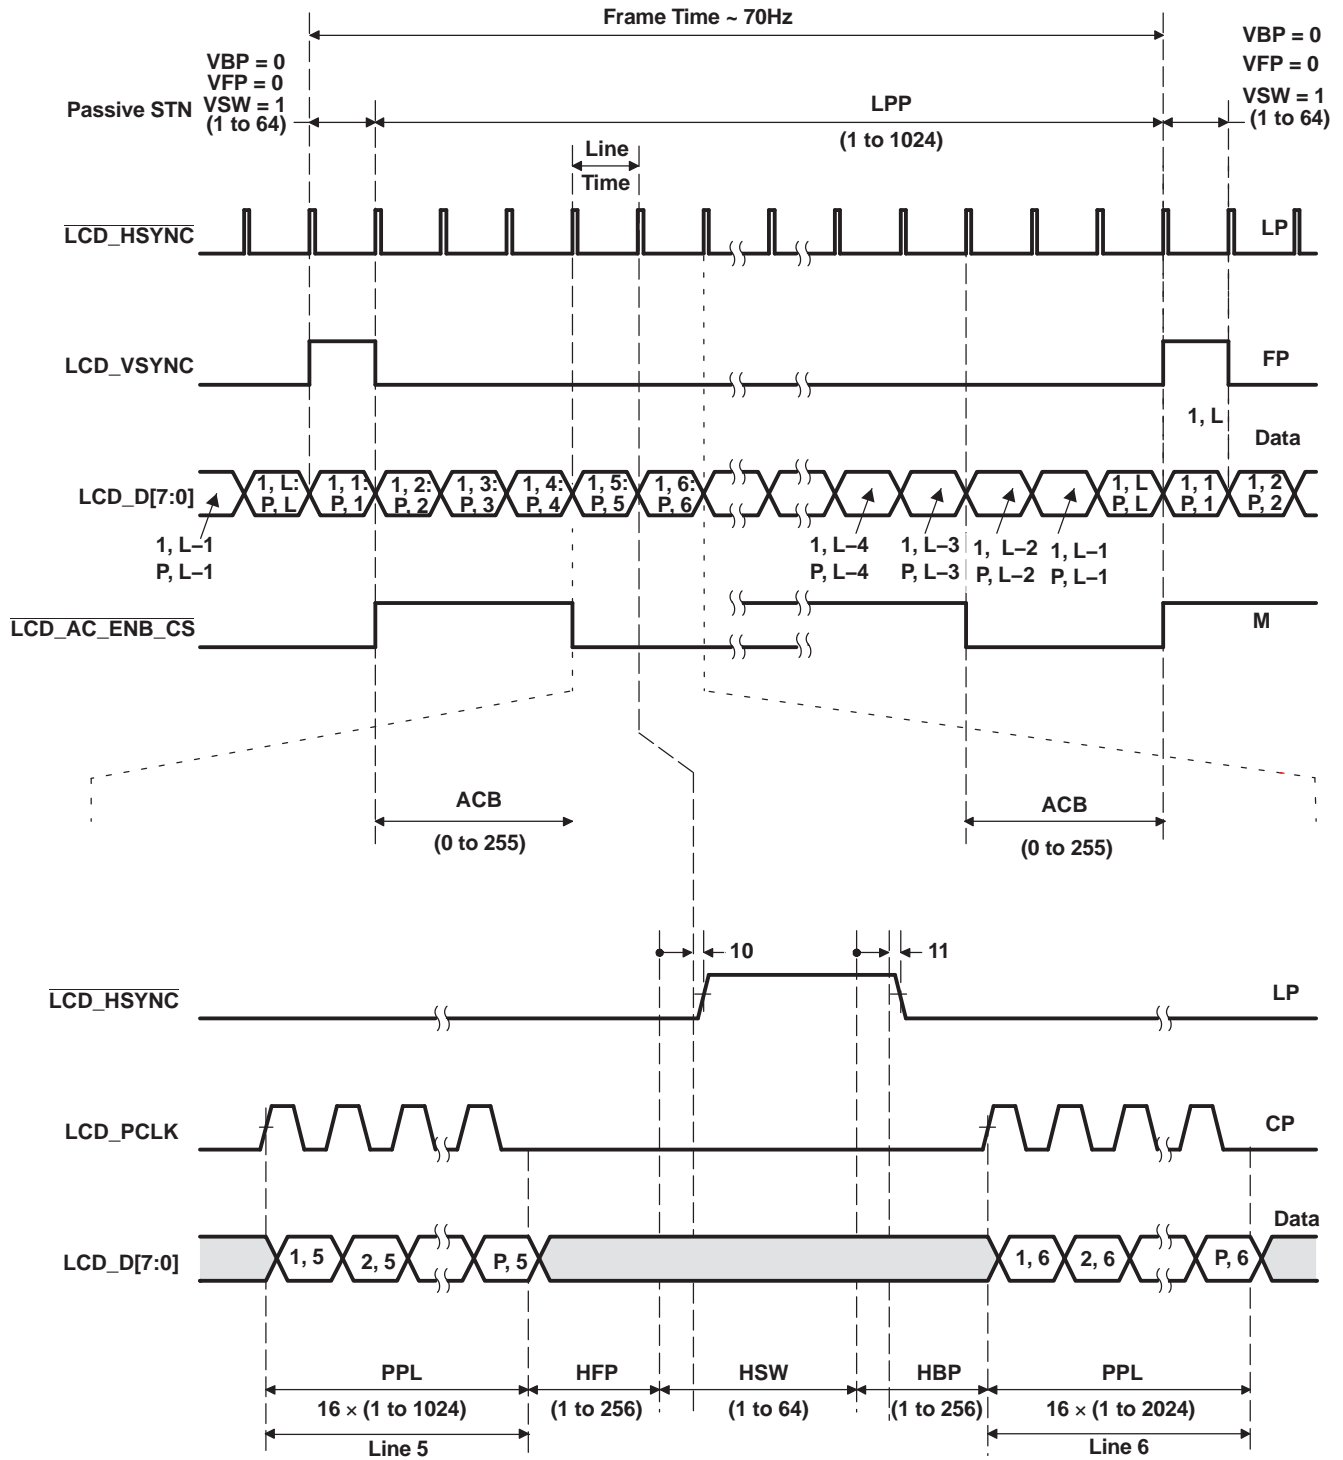 Frame Time ~ 70Hz
VBP = 0
VFP = 0
VSW = 1
(1 to 64)
VBP = 0
VFP = 0
VSW = 1
(1 to 64)
Passive STN
LPP
(1 to 1024)
Line
Time
LCD_HSYNC
LP
LCD_VSYNC
FP
1, L
Data
LCD_D[7:0]
1, L:
P, L
1, 1:
P, 1
1, 2:
P, 2
1, 3:
P, 3
1, 4:
P, 4
1, 5:
P, 5
1, 6:
P, 6
1, L
P, L
1, 1
P, 1
1, 2
P, 2
1, L–1
P, L–1
1, L–4
P, L–4
1, L–3
P, L–3
1, L–2
P, L–2
1, L–1
P, L–1
LCD_AC_ENB_CS
M
ACB
(0 to 255)
ACB
(0 to 255)
10
11
LCD_HSYNC
LP
LCD_PCLK
CP
Data
LCD_D[7:0]
1, 5
2, 5
P, 5
1, 6
2, 6
P, 6
PPL
HFP
HSW
HBP
PPL
16 × (1 to 1024)
(1 to 256)
(1 to 64)
(1 to 256)
16 × (1 to 2024)
Line 5
Line 6